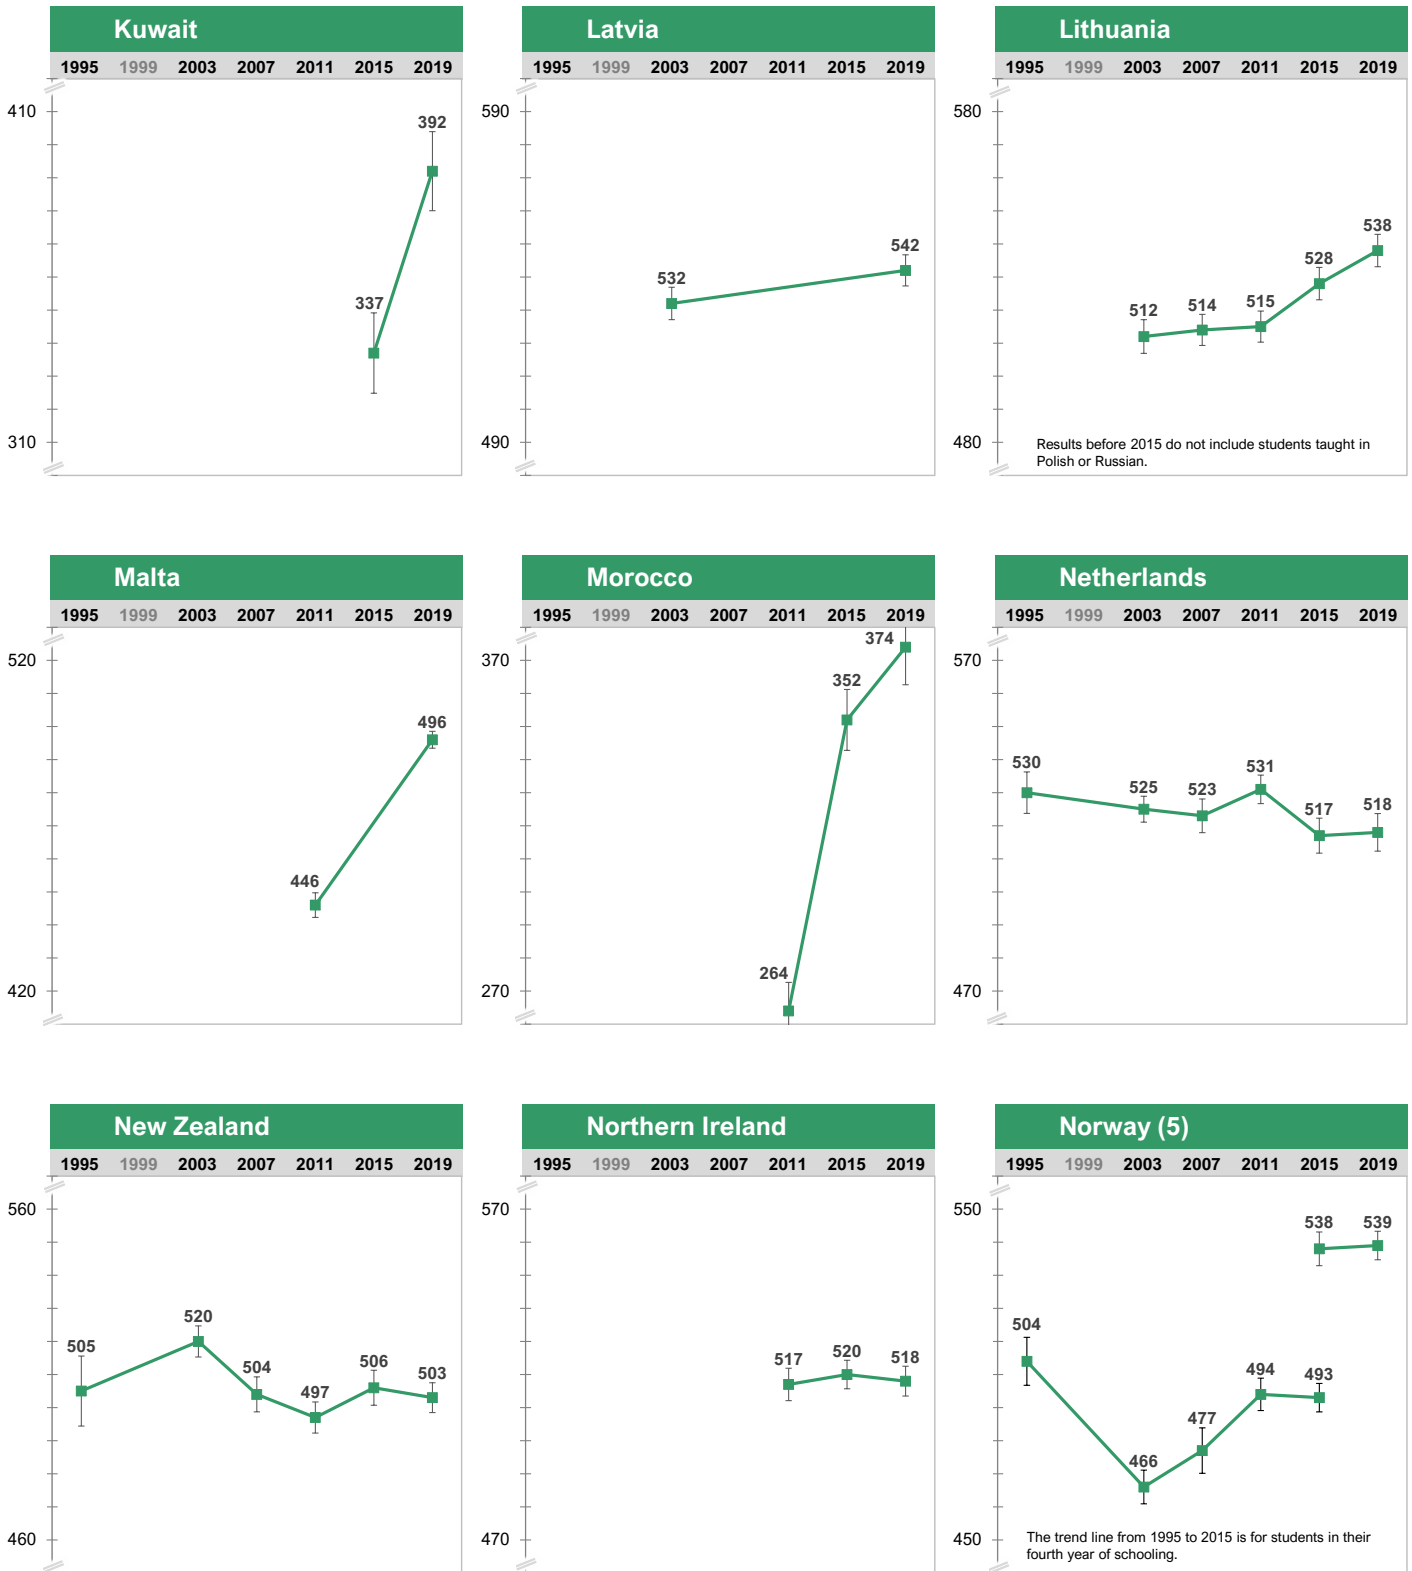 Kuwait
1995 1999 2003 2007 2011 2015 2019
410
392
337
310
Latvia
1995 1999 2003 2007 2011 2015 2019
590
542
532
490
Lithuania
1995 1999 2003 2007 2011 2015 2019
580
538
528
512 514 515
480
Results before 2015 do not include students taught in
Polish or Russian.
Malta
1995 1999 2003 2007 2011 2015 2019
520
496
446
420
Morocco
1995 1999 2003 2007 2011 2015 2019
374
370
352
264
270
Netherlands
1995 1999 2003 2007 2011 2015 2019
570
530 525 523 531 517 518
470
New Zealand
1995 1999 2003 2007 2011 2015 2019
560
505 520 504 497 506 503
460
Northern Ireland
1995 1999 2003 2007 2011 2015 2019
570
517 520 518
470
Norway (5)
1995 1999 2003 2007 2011 2015 2019
550
538 539
504 466 477 494 493
450
The trend line from 1995 to 2015 is for students in their
fourth year of schooling.